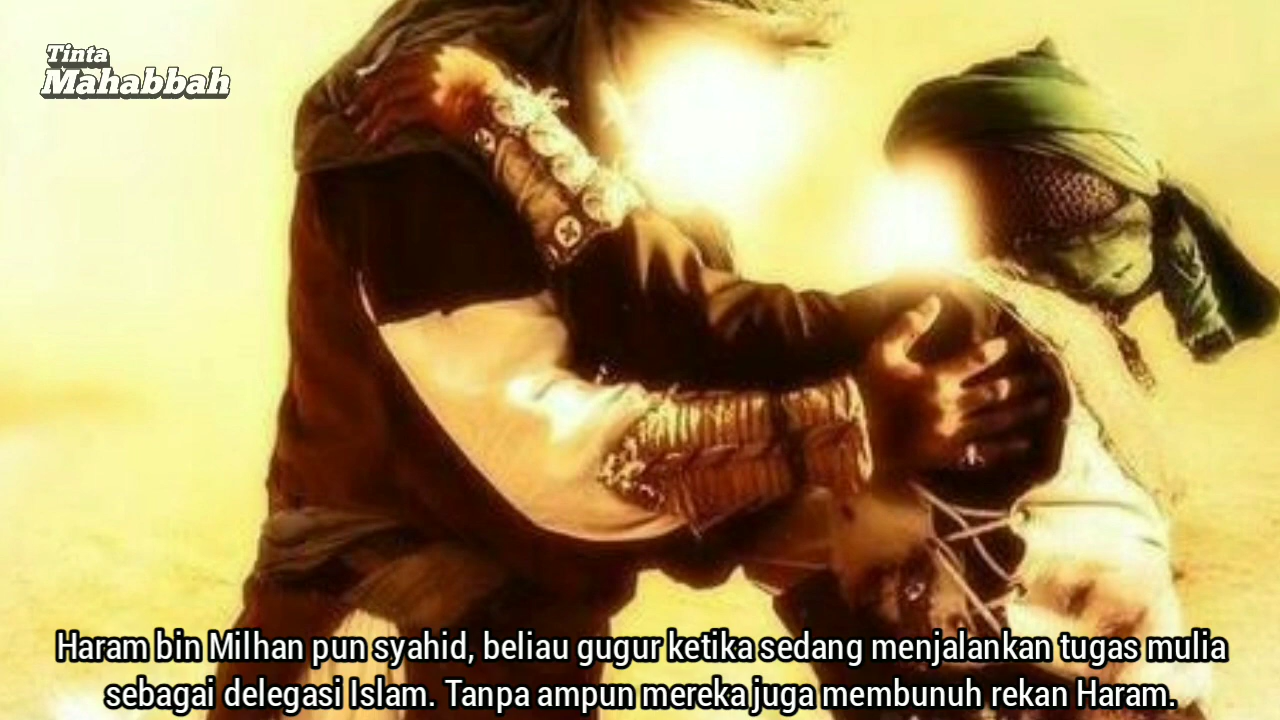 Tinta
Mahabbah
Haram bin Milhan pun syahid, beliau gugur ketika sedang menjalankan tugas mulia
sebagai delegasi Islam. Tanpa ampun mereka juga membunuh rekan Haram.